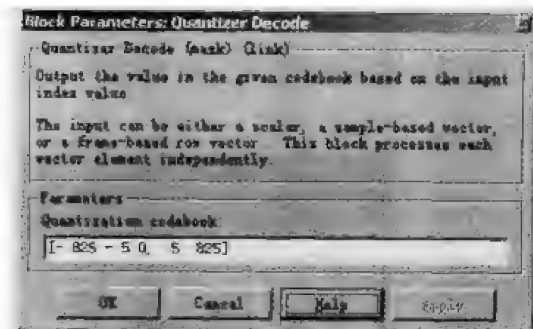 Block Parameters: Quantizer Decode
Quantizer Decode (mask) (link)
Output the value in the given codebook based on the input
index value
The input can be either a scalar, a sample-based vector,
or a frame-based row vector This block processes each
vector element independently.
Parameters
Quantization codebook:
[- 825 - 5 0, 5 825]
OK
Cancel
Help
Apply